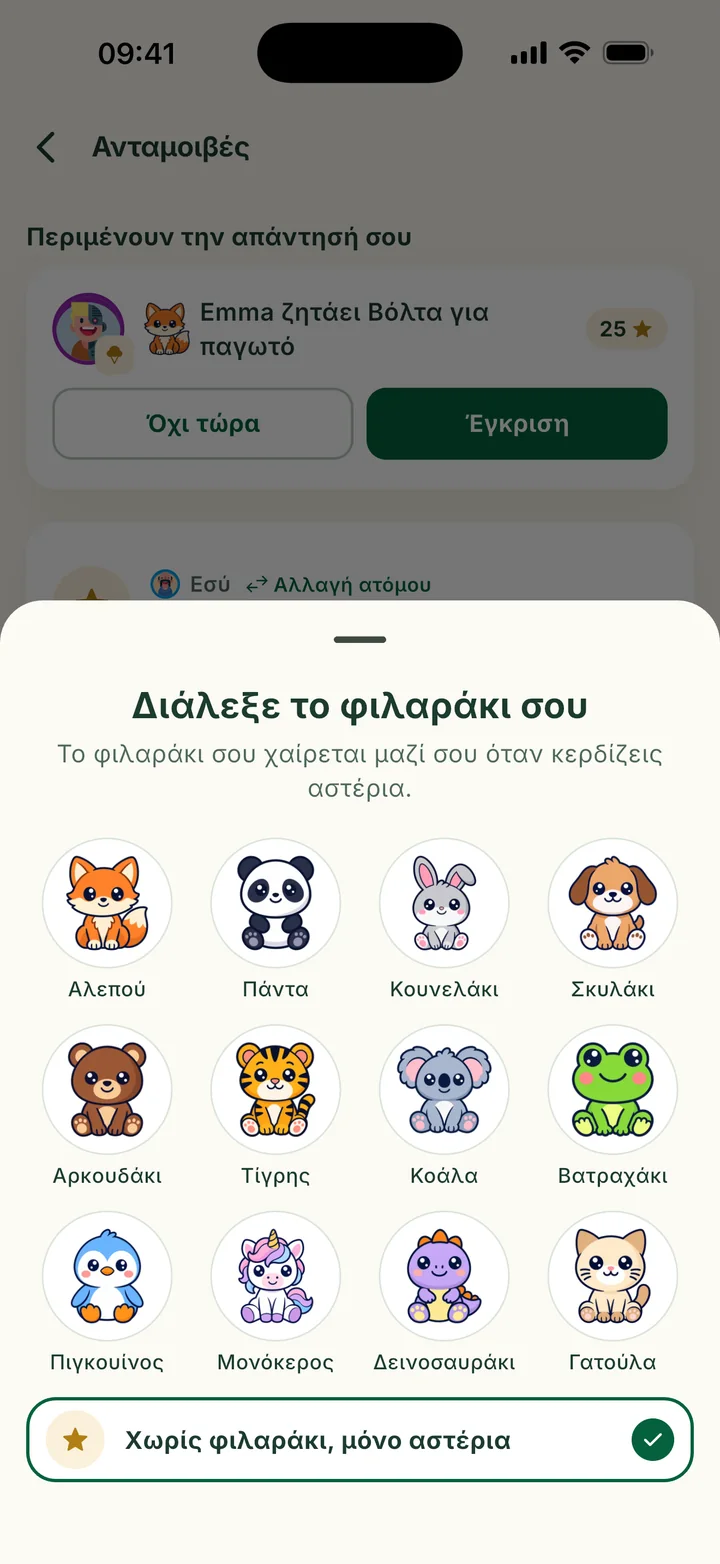 09:41
Ανταμοιβές
Περιμένουν την απάντησή σου
Emma ζητάει Βόλτα για
παγωτό
25
Όχι τώρα
Έγκριση
Εσύ
Αλλαγή ατόμου
Διάλεξε το φιλαράκι σου
Το φιλαράκι σου χαίρεται μαζί σου όταν κερδίζεις
αστέρια.
Αλεπού
Πάντα
Κουνελάκι
Σκυλάκι
Αρκουδάκι
Τίγρης
Κοάλα
Βατραχάκι
Πιγκουίνος
Μονόκερος
Δεινοσαυράκι
Γατούλα
Χωρίς φιλαράκι, μόνο αστέρια